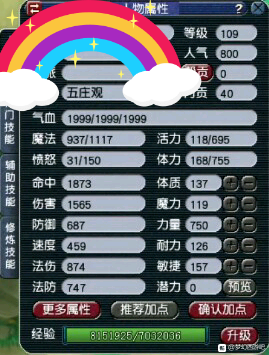 人物属性
等级 109
人气 800
帮贡 0
五庄观 贡 40
气血 1999/1999/1999
魔法 937/1117 活力 118/695
愤怒 31/150 体力 168/755
命中 1873 体质 137
伤害 1565 魔力 119
防御 687 力量 750
速度 459 耐力 126
法伤 874 敏捷 157
法防 747 潜力 0 预览
更多属性 推荐加点 确认加点
经验 8151925/7032036 升级
门技能
辅助技能
修炼技能